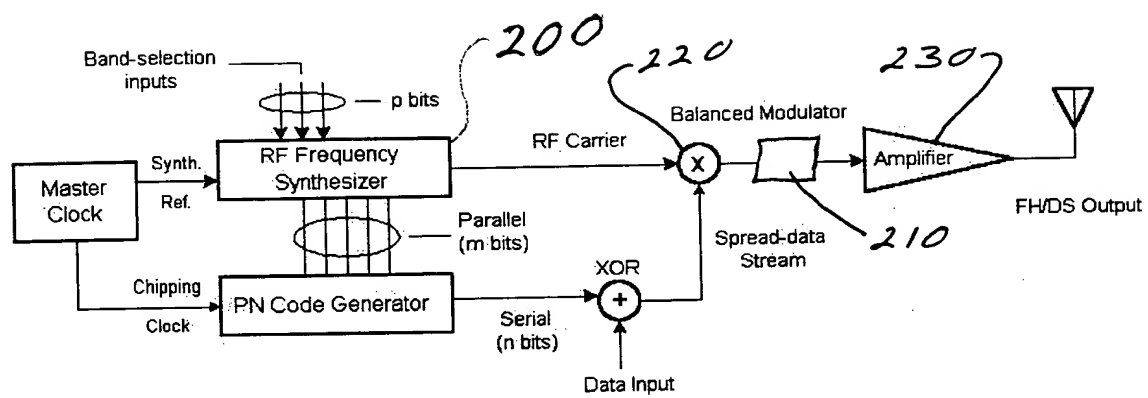 200
220
230
Band-selection
inputs
p bits
Balanced Modulator
RF Frequency
Synthesizer
RF Carrier
X
Amplifier
Synth.
Ref.
Master
Clock
FH/DS Output
Parallel
(m bits)
210
Spread-data
Stream
XOR
Chipping
Clock
PN Code Generator
+
Serial
(n bits)
Data Input